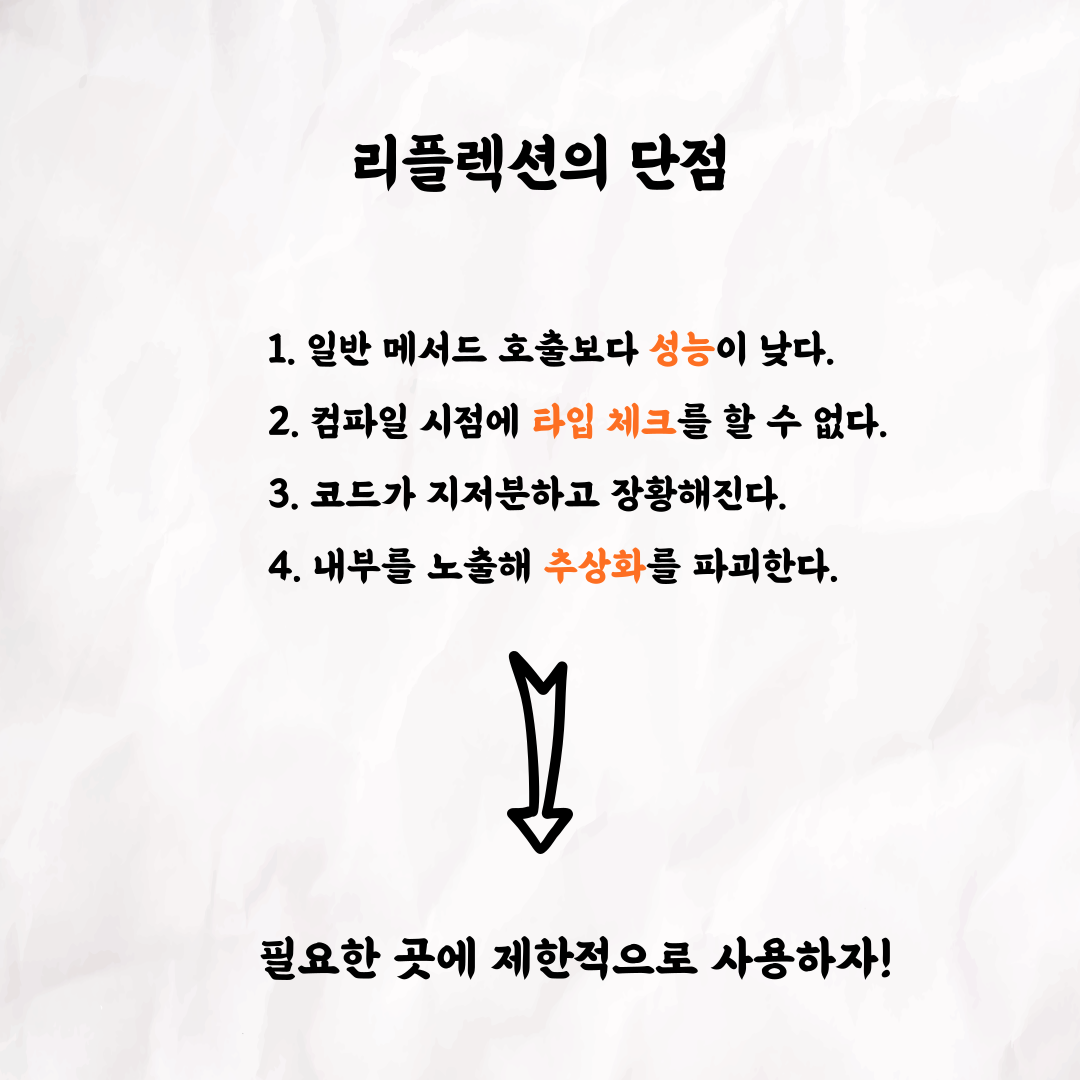 리플렉션의 단점
1. 일반 메서드 호출보다 성능이 낮다.
2. 컴파일 시점에 타입 체크를 할 수 없다.
3. 코드가 지저분하고 장황해진다.
4. 내부를 노출해 추상화를 파괴한다.
필요한 곳에 제한적으로 사용하자!